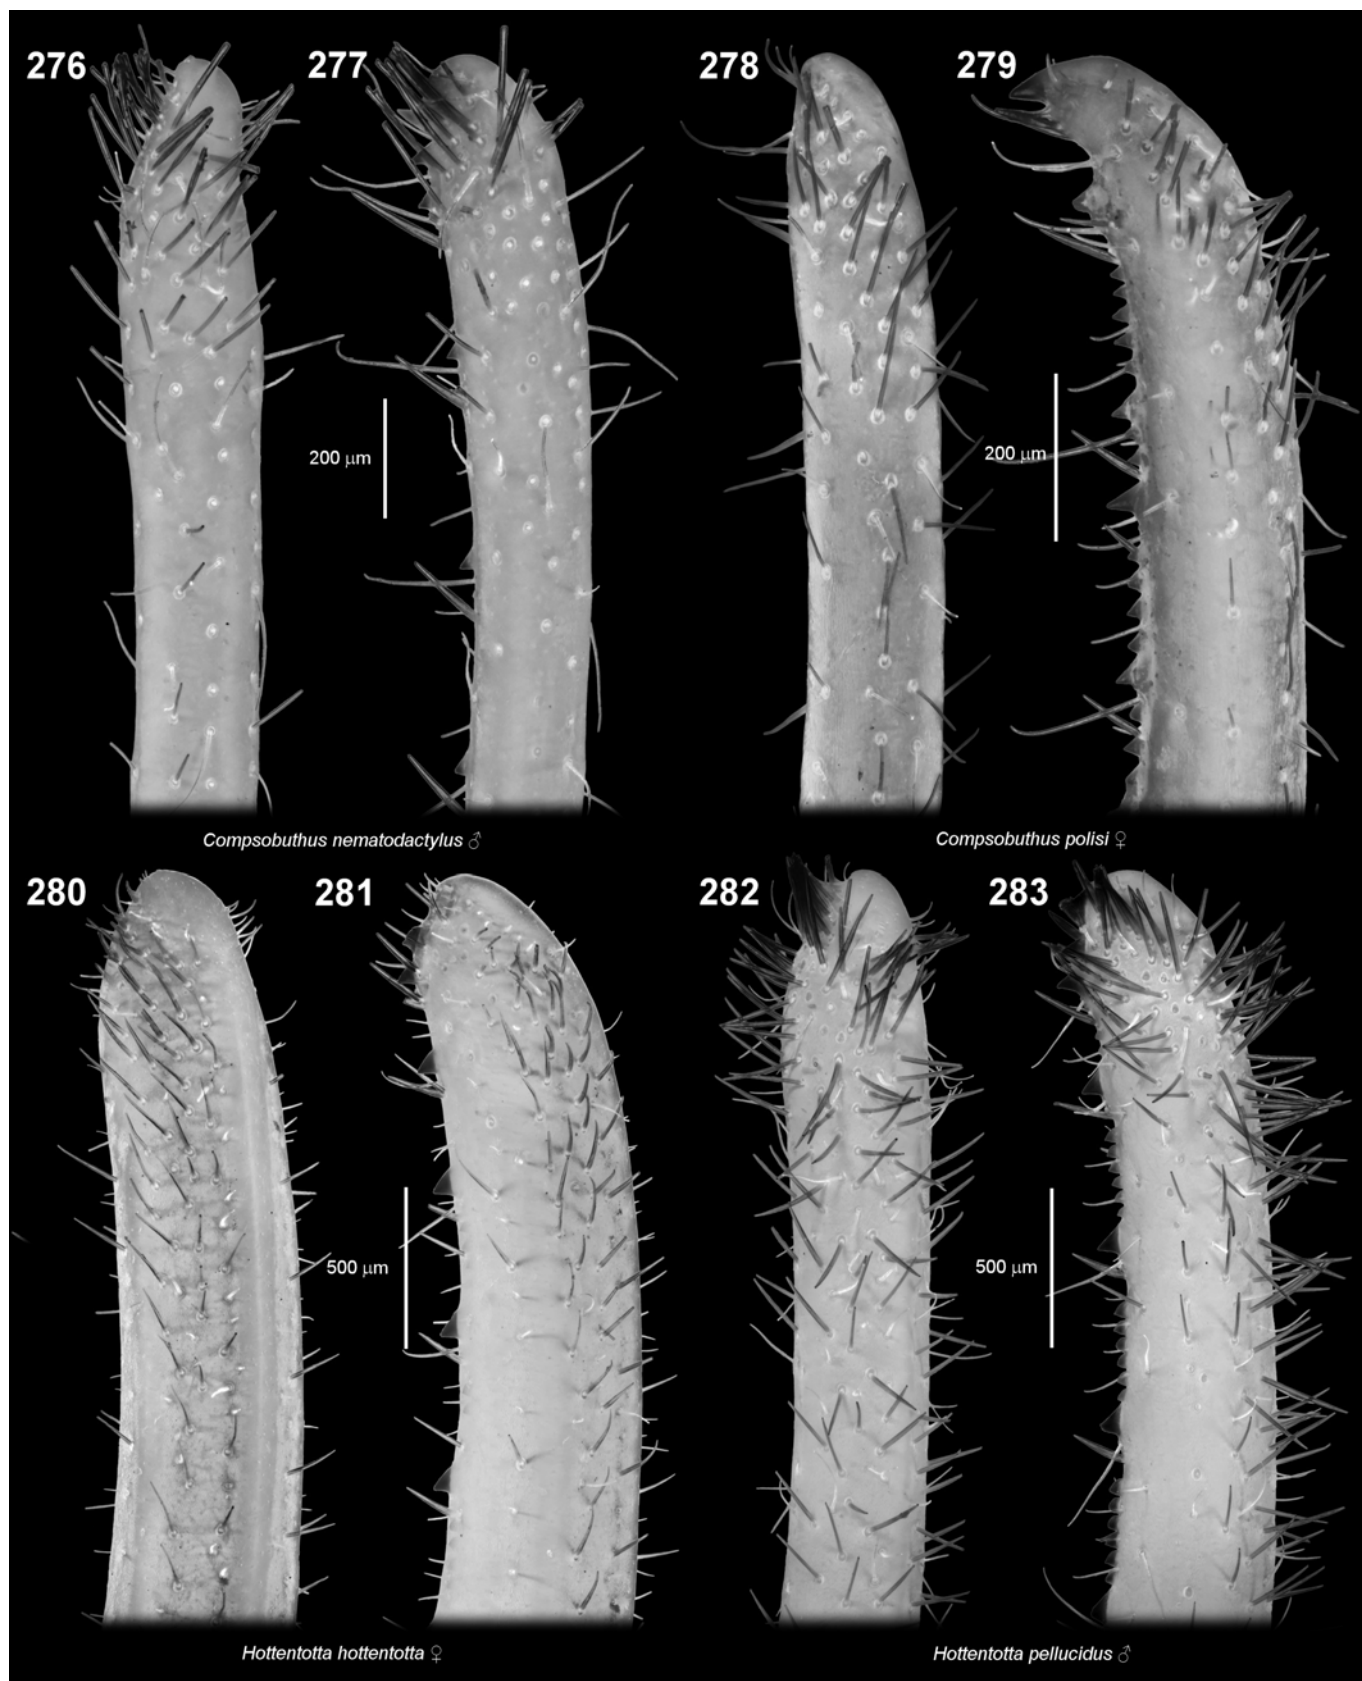 276 277 278 279
200 μm 200 μm
Compsobuthus nematodactylus ♂ Compsobuthus polisi ♀
280 281 282 283
500 μm 500 μm
Hottentotta hottentotta ♀ Hottentotta pellucidus ♂